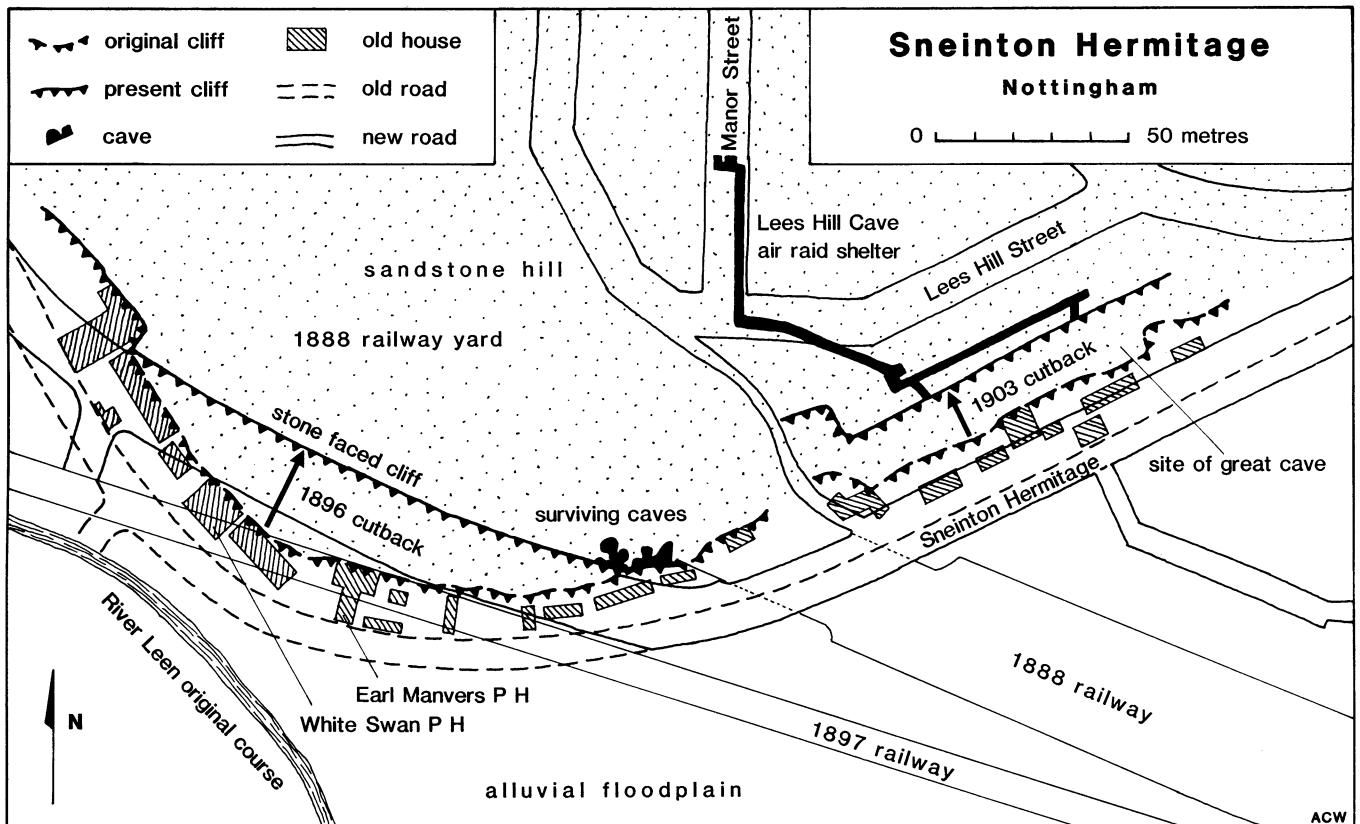 original cliff
old house
present cliff
old road
cave
new road
Sneinton Hermitage
Nottingham
0 50 metres
Manor Street
Lees Hill Cave
air raid shelter
Lees Hill Street
sandstone hill
1888 railway yard
stone faced cliff
1896 cutback
surviving caves
1903 cutback
site of great cave
Sneinton Hermitage
River Leen original course
Earl Manvers P H
White Swan P H
1888 railway
1897 railway
N
alluvial floodplain
ACW